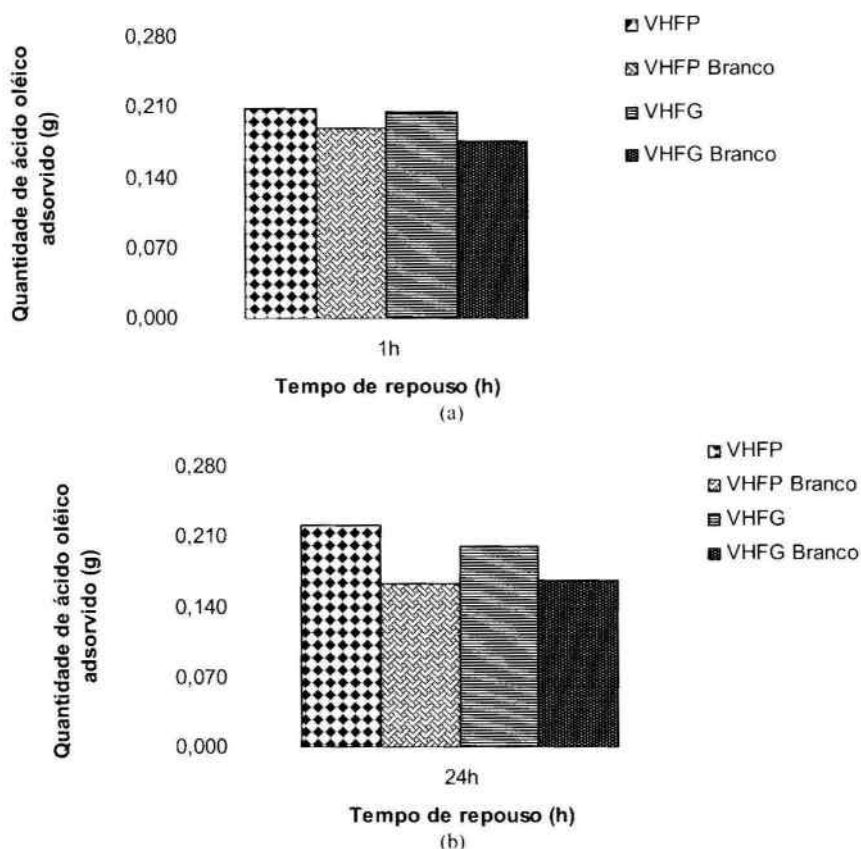 0,280
0,210
0,140
0,070
0,000
Quantidade de ácido oléico
adsorvido (g)
1h
Tempo de repouso (h)
(a)
VHFP
VHFP Branco
VHFG
VHFG Branco
0,280
0,210
0,140
0,070
0,000
Quantidade de ácido oléico
adsorvido (g)
24h
Tempo de repouso (h)
(b)
VHFP
VHFP Branco
VHFG
VHFG Branco